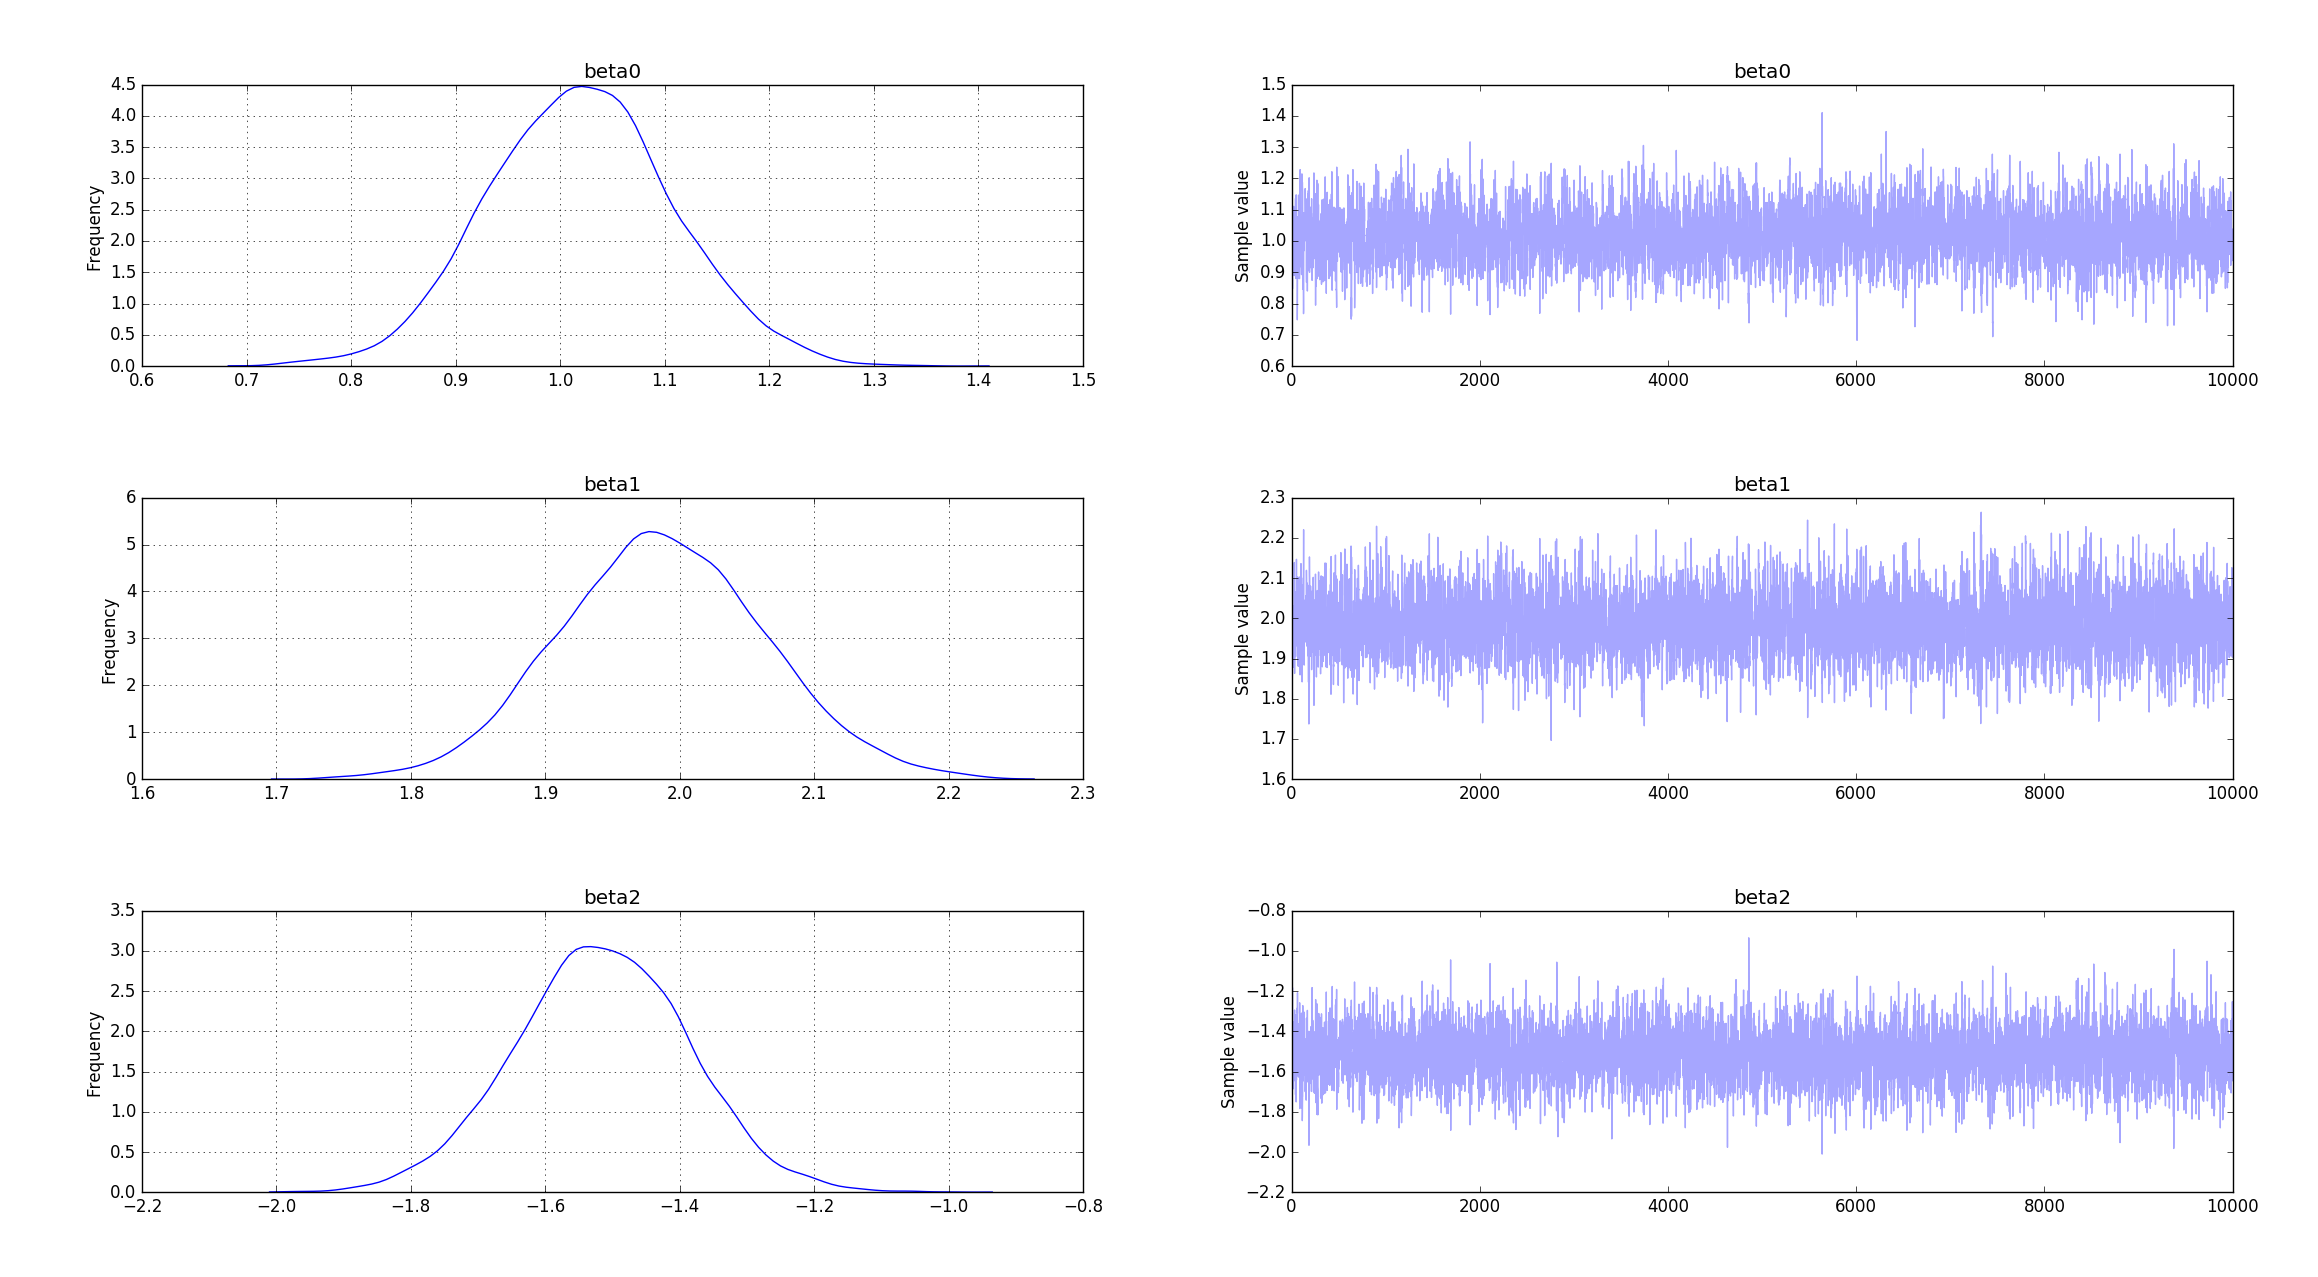 beta0
4.5
4.0
3.5
3.0
2.5
2.0
1.5
1.0
0.5
0.0
Frequency
0.6 0.7 0.8 0.9 1.0 1.1 1.2 1.3 1.4 1.5
beta0
1.5
1.4
1.3
1.2
1.1
1.0
0.9
0.8
0.7
0.6
Sample value
0 2000 4000 6000 8000 10000
beta1
6
5
4
3
2
1
0
Frequency
1.6 1.7 1.8 1.9 2.0 2.1 2.2 2.3
beta1
2.3
2.2
2.1
2.0
1.9
1.8
1.7
1.6
Sample value
0 2000 4000 6000 8000 10000
beta2
3.5
3.0
2.5
2.0
1.5
1.0
0.5
0.0
Frequency
−2.2 −2.0 −1.8 −1.6 −1.4 −1.2 −1.0 −0.8
beta2
−0.8
−1.0
−1.2
−1.4
−1.6
−1.8
−2.0
−2.2
Sample value
0 2000 4000 6000 8000 10000